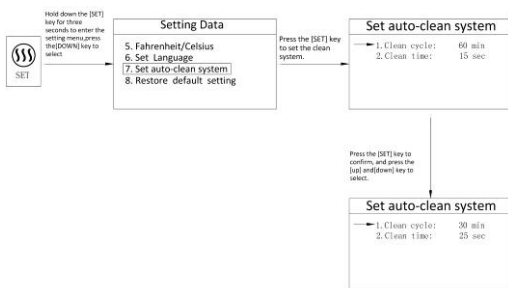 Hold down the [SET]
key for three
seconds to enter the
setting menu,press
the[DOWN] key to
select
SET
Setting Data
5. Fahrenheit/Celsius
6. Set Language
7. Set auto-clean system
8. Restore default setting
Press the [SET] key
to set the clean
system.
Set auto-clean system
1. Clean cycle: 60 min
2. Clean time: 15 sec
Press the [SET] key to
confirm, and press the
[up] and[down] key to
select.
Set auto-clean system
1. Clean cycle: 30 min
2. Clean time: 25 sec